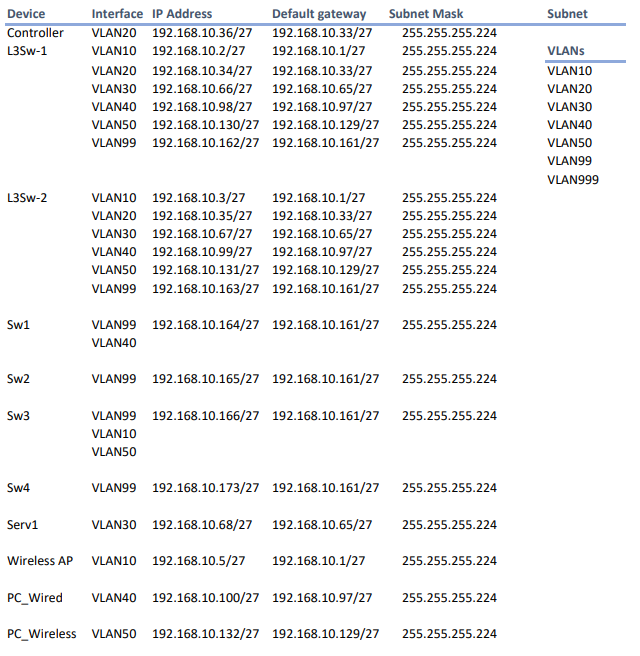 Device Interface IP Address Default gateway Subnet Mask Subnet
Controller VLAN20 192.168.10.36/27 192.168.10.33/27 255.255.255.224
L3Sw-1 VLAN10 192.168.10.2/27 192.168.10.1/27 255.255.255.224 VLANs
VLAN20 192.168.10.34/27 192.168.10.33/27 255.255.255.224 VLAN10
VLAN30 192.168.10.66/27 192.168.10.65/27 255.255.255.224 VLAN20
VLAN40 192.168.10.98/27 192.168.10.97/27 255.255.255.224 VLAN30
VLAN50 192.168.10.130/27 192.168.10.129/27 255.255.255.224 VLAN40
VLAN99 192.168.10.162/27 192.168.10.161/27 255.255.255.224 VLAN50
VLAN99
VLAN999
L3Sw-2 VLAN10 192.168.10.3/27 192.168.10.1/27 255.255.255.224
VLAN20 192.168.10.35/27 192.168.10.33/27 255.255.255.224
VLAN30 192.168.10.67/27 192.168.10.65/27 255.255.255.224
VLAN40 192.168.10.99/27 192.168.10.97/27 255.255.255.224
VLAN50 192.168.10.131/27 192.168.10.129/27 255.255.255.224
VLAN99 192.168.10.163/27 192.168.10.161/27 255.255.255.224
Sw1 VLAN99 192.168.10.164/27 192.168.10.161/27 255.255.255.224
VLAN40
Sw2 VLAN99 192.168.10.165/27 192.168.10.161/27 255.255.255.224
Sw3 VLAN99 192.168.10.166/27 192.168.10.161/27 255.255.255.224
VLAN10
VLAN50
Sw4 VLAN99 192.168.10.173/27 192.168.10.161/27 255.255.255.224
Serv1 VLAN30 192.168.10.68/27 192.168.10.65/27 255.255.255.224
Wireless AP VLAN10 192.168.10.5/27 192.168.10.1/27 255.255.255.224
PC_Wired VLAN40 192.168.10.100/27 192.168.10.97/27 255.255.255.224
PC_Wireless VLAN50 192.168.10.132/27 192.168.10.129/27 255.255.255.224